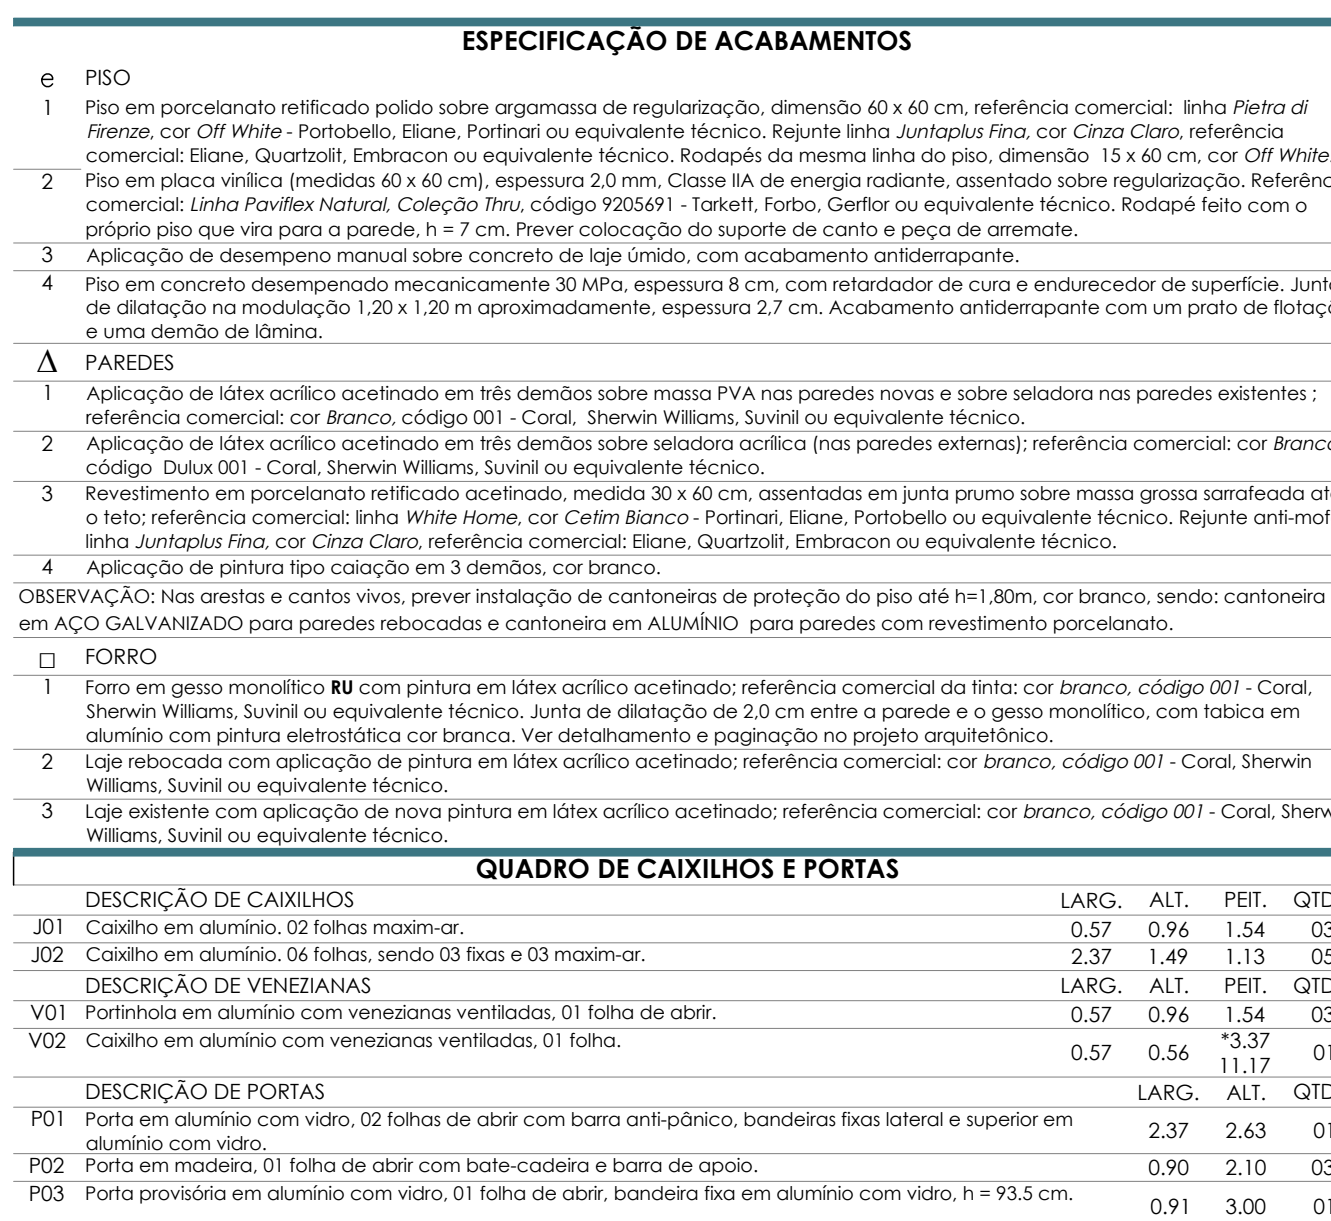 ESPECIFICAÇÃO DE ACABAMENTOS
e PISO
1 Piso em porcelanato retificado polido sobre argamassa de regularização, dimensão 60 x 60 cm, referência comercial: linha Pietra di
Firenze, cor Off White - Portobello, Eliane, Portinari ou equivalente técnico. Rejunte linha Juntaplus Fina, cor Cinza Claro, referência
comercial: Eliane, Quartzolit, Embracon ou equivalente técnico. Rodapés da mesma linha do piso, dimensão 15 x 60 cm, cor Off White
2 Piso em placa vinílica (medidas 60 x 60 cm), espessura 2,0 mm, Classe IIA de energia radiante, assentado sobre regularização.
comercial: Linha Paviflex Natural, Coleção Thru, código 9205691 - Tarkett, Forbo, Gerflor ou equivalente técnico. Rodapé feito com o
próprio piso que vira para a parede, h = 7 cm. Prever colocação do suporte de canto e peça de arremate.
3 Aplicação de desempeno manual sobre concreto de laje úmido, com acabamento antiderrapante.
4 Piso em concreto desempenado mecanicamente 30 MPa, espessura 8 cm, com retardador de cura e endurecedor de superfície.
de dilatação na modulação 1,20 x 1,20 m aproximadamente, espessura 2,7 cm. Acabamento antiderrapante com um prato de
e uma demão de lâmina.
Δ PAREDES
1 Aplicação de látex acrílico acetinado em três demãos sobre massa PVA nas paredes novas e sobre seladora nas paredes existentes ;
referência comercial: cor Branco, código 001 - Coral, Sherwin Williams, Suvinil ou equivalente técnico.
2 Aplicação de látex acrílico acetinado em três demãos sobre seladora acrílica (nas paredes externas); referência comercial: cor
código Dulux 001 - Coral, Sherwin Williams, Suvinil ou equivalente técnico.
3 Revestimento em porcelanato retificado acetinado, medida 30 x 60 cm, assentadas em junta prumo sobre massa grossa sarrafeada
o teto; referência comercial: linha White Home, cor Cetim Bianco - Portinari, Eliane, Portobello ou equivalente técnico. Rejunte
linha Juntaplus Fina, cor Cinza Claro, referência comercial: Eliane, Quartzolit, Embracon ou equivalente técnico.
4 Aplicação de pintura tipo caiação em 3 demãos, cor branco.
OBSERVAÇÃO: Nas arestas e cantos vivos, prever instalação de cantoneiras de proteção do piso até h=1,80m, cor branco, sendo: cantoneira
em AÇO GALVANIZADO para paredes rebocadas e cantoneira em ALUMÍNIO para paredes com revestimento porcelanato.
□ FORRO
1 Forro em gesso monolítico RU com pintura em látex acrílico acetinado; referência comercial da tinta: cor branco, código 001 - Coral,
Sherwin Williams, Suvinil ou equivalente técnico. Junta de dilatação de 2,0 cm entre a parede e o gesso monolítico, com tabica em
alumínio com pintura eletrostática cor branca. Ver detalhamento e paginação no projeto arquitetônico.
2 Laje rebocada com aplicação de pintura em látex acrílico acetinado; referência comercial: cor branco, código 001 - Coral, Sherwin
Williams, Suvinil ou equivalente técnico.
3 Laje existente com aplicação de nova pintura em látex acrílico acetinado; referência comercial: cor branco, código 001 - Coral,
Williams, Suvinil ou equivalente técnico.
QUADRO DE CAIXILHOS E PORTAS
DESCRIÇÃO DE CAIXILHOS LARG. ALT. PEIT. QTD
J01 Caixilho em alumínio. 02 folhas maxim-ar. 0.57 0.96 1.54 03
J02 Caixilho em alumínio. 06 folhas, sendo 03 fixas e 03 maxim-ar. 2.37 1.49 1.13 05
DESCRIÇÃO DE VENEZIANAS LARG. ALT. PEIT. QTD
V01 Portinhola em alumínio com venezianas ventiladas, 01 folha de abrir. 0.57 0.96 1.54 03
V02 Caixilho em alumínio com venezianas ventiladas, 01 folha. 0.57 0.56 *3.37 01
11.17
DESCRIÇÃO DE PORTAS LARG. ALT. QTD
P01 Porta em alumínio com vidro, 02 folhas de abrir com barra anti-pânico, bandeiras fixas lateral e superior em
alumínio com vidro. 2.37 2.63 01
P02 Porta em madeira, 01 folha de abrir com bate-cadeira e barra de apoio. 0.90 2.10 03
P03 Porta provisória em alumínio com vidro, 01 folha de abrir, bandeira fixa em alumínio com vidro, h = 93.5 cm. 0.91 3.00 01